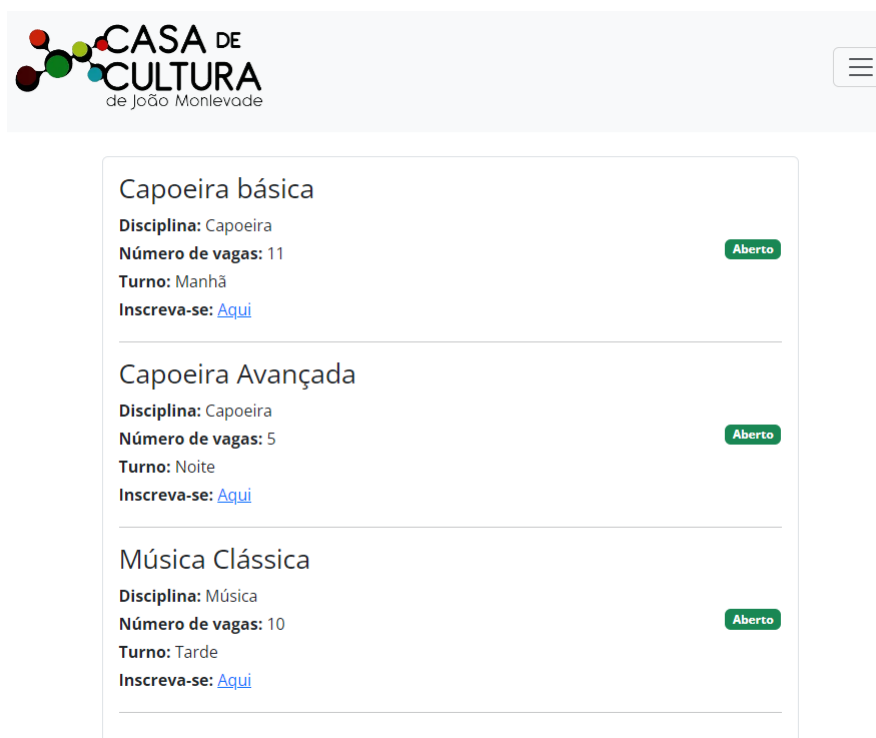 CASA DE
CULTURA
de João Monlevade
Capoeira básica
Disciplina: Capoeira
Número de vagas: 11
Aberto
Turno: Manhã
Inscreva-se: Aqui
Capoeira Avançada
Disciplina: Capoeira
Número de vagas: 5
Aberto
Turno: Noite
Inscreva-se: Aqui
Música Clássica
Disciplina: Música
Número de vagas: 10
Aberto
Turno: Tarde
Inscreva-se: Aqui